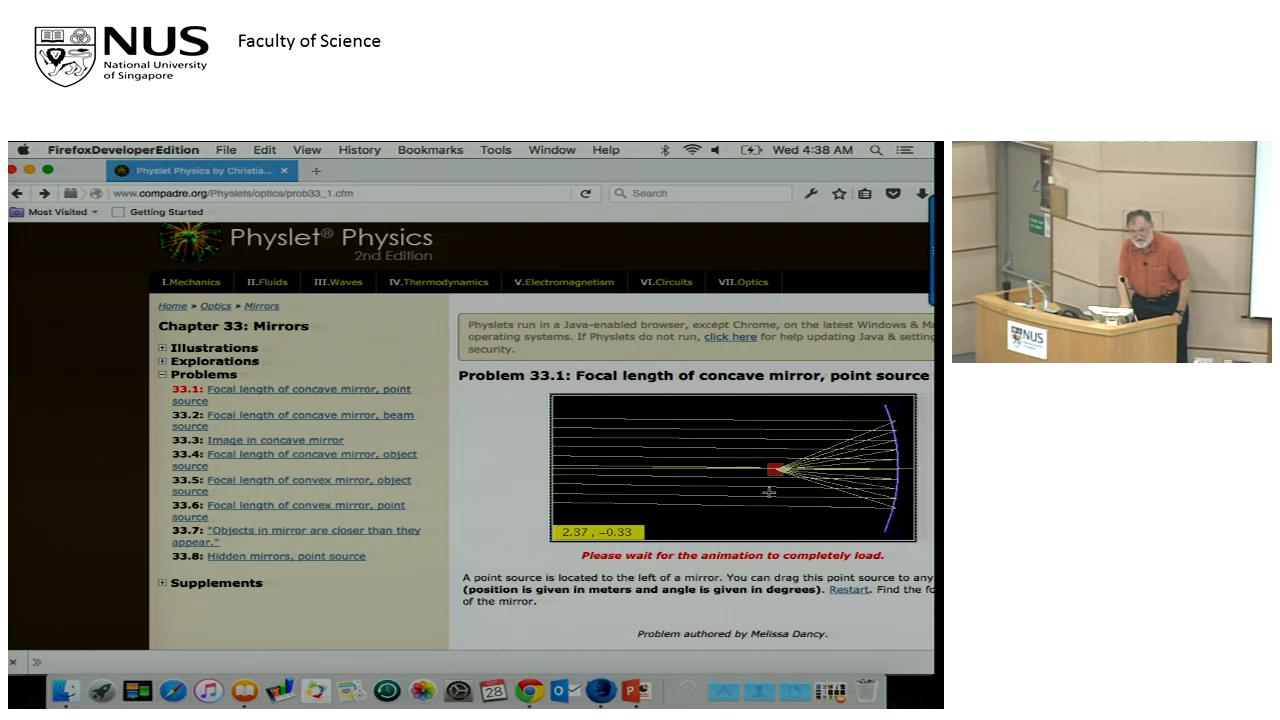 NUS
National University
of Singapore
Faculty of Science
FirefoxDeveloperEdition File Edit View History Bookmarks Tools Window Help Wed 4:38 AM
Physlet Physics by Christia...
www.compadre.org/Physlets/optics/prob33_1.cfm
Search
Most Visited
Getting Started
Physlet® Physics
2nd Edition
I.Mechanics II.Fluids III.Waves IV.Thermodynamics V.Electromagnetism VI.Circuits VII.Optics
Home » Optics » Mirrors
Chapter 33: Mirrors
Illustrations
Explorations
Problems
33.1: Focal length of concave mirror, point
source
33.2: Focal length of concave mirror, beam
source
33.3: Image in concave mirror
33.4: Focal length of concave mirror, object
source
33.5: Focal length of convex mirror, object
source
33.6: Focal length of convex mirror, point
source
33.7: "Objects in mirror are closer than they
appear."
33.8: Hidden mirrors, point source
Supplements
Physlets run in a Java-enabled browser, except Chrome, on the latest Windows & Ma
operating systems. If Physlets do not run, click here for help updating Java & setting
security.
Problem 33.1: Focal length of concave mirror, point source
2.37 , -0.33
Please wait for the animation to completely load.
A point source is located to the left of a mirror. You can drag this point source to any
(position is given in meters and angle is given in degrees). Restart. Find the fo
of the mirror.
Problem authored by Melissa Dancy.
28
NUS